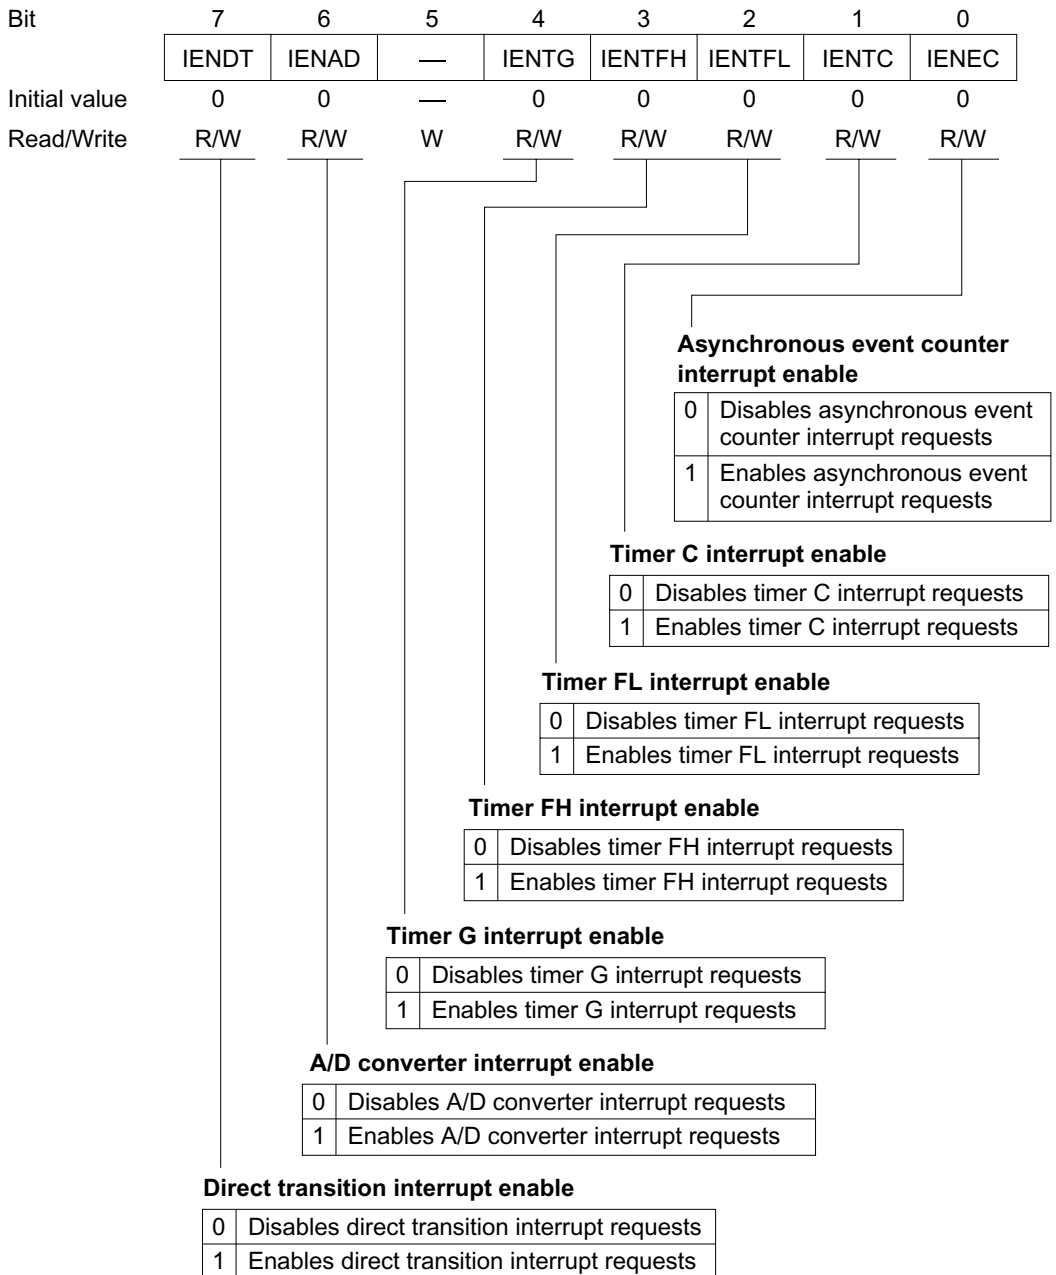 Bit 7 6 5 4 3 2 1 0
IENDT IENAD — IENTG IENTFH IENTFL IENTC IENEC
Initial value 0 0 — 0 0 0 0 0
Read/Write R/W R/W W R/W R/W R/W R/W R/W
Asynchronous event counter
interrupt enable
0 Disables asynchronous event
counter interrupt requests
1 Enables asynchronous event
counter interrupt requests
Timer C interrupt enable
0 Disables timer C interrupt requests
1 Enables timer C interrupt requests
Timer FL interrupt enable
0 Disables timer FL interrupt requests
1 Enables timer FL interrupt requests
Timer FH interrupt enable
0 Disables timer FH interrupt requests
1 Enables timer FH interrupt requests
Timer G interrupt enable
0 Disables timer G interrupt requests
1 Enables timer G interrupt requests
A/D converter interrupt enable
0 Disables A/D converter interrupt requests
1 Enables A/D converter interrupt requests
Direct transition interrupt enable
0 Disables direct transition interrupt requests
1 Enables direct transition interrupt requests